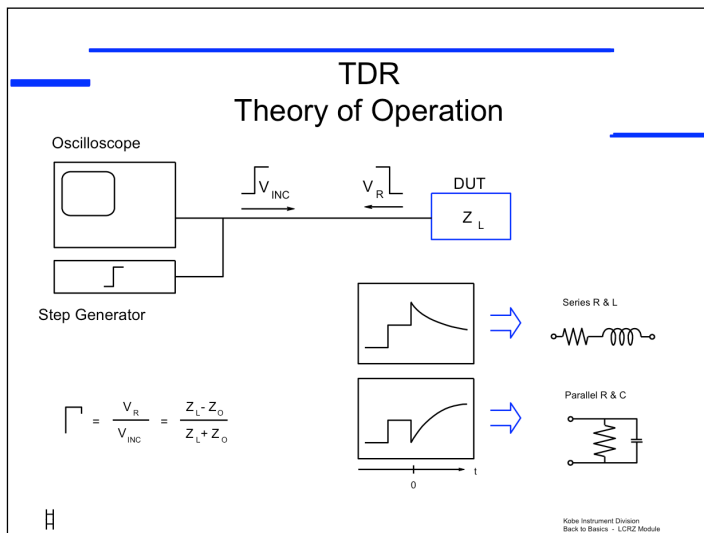 TDR
Theory of Operation
Oscilloscope
V INC
V R
DUT
Z L
Step Generator
Series R & L
Parallel R & C
Γ = V R / V INC = Z L - Z O / Z L + Z O
t
0
Kobe Instrument Division
Back to Basics - LCRZ Module